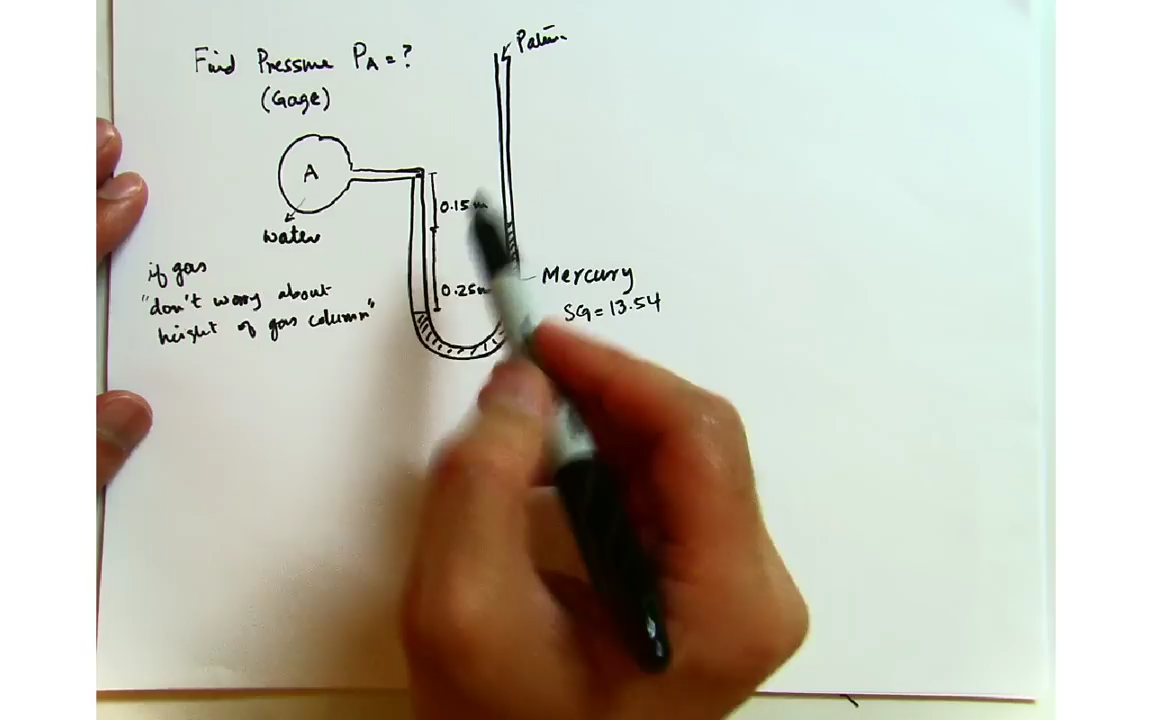 Find Pressure PA = ?
(Gage)
Patm
A
0.15m
water
0.25m
Mercury
SG = 13.54
if gas
"don't worry about
height of gas column"